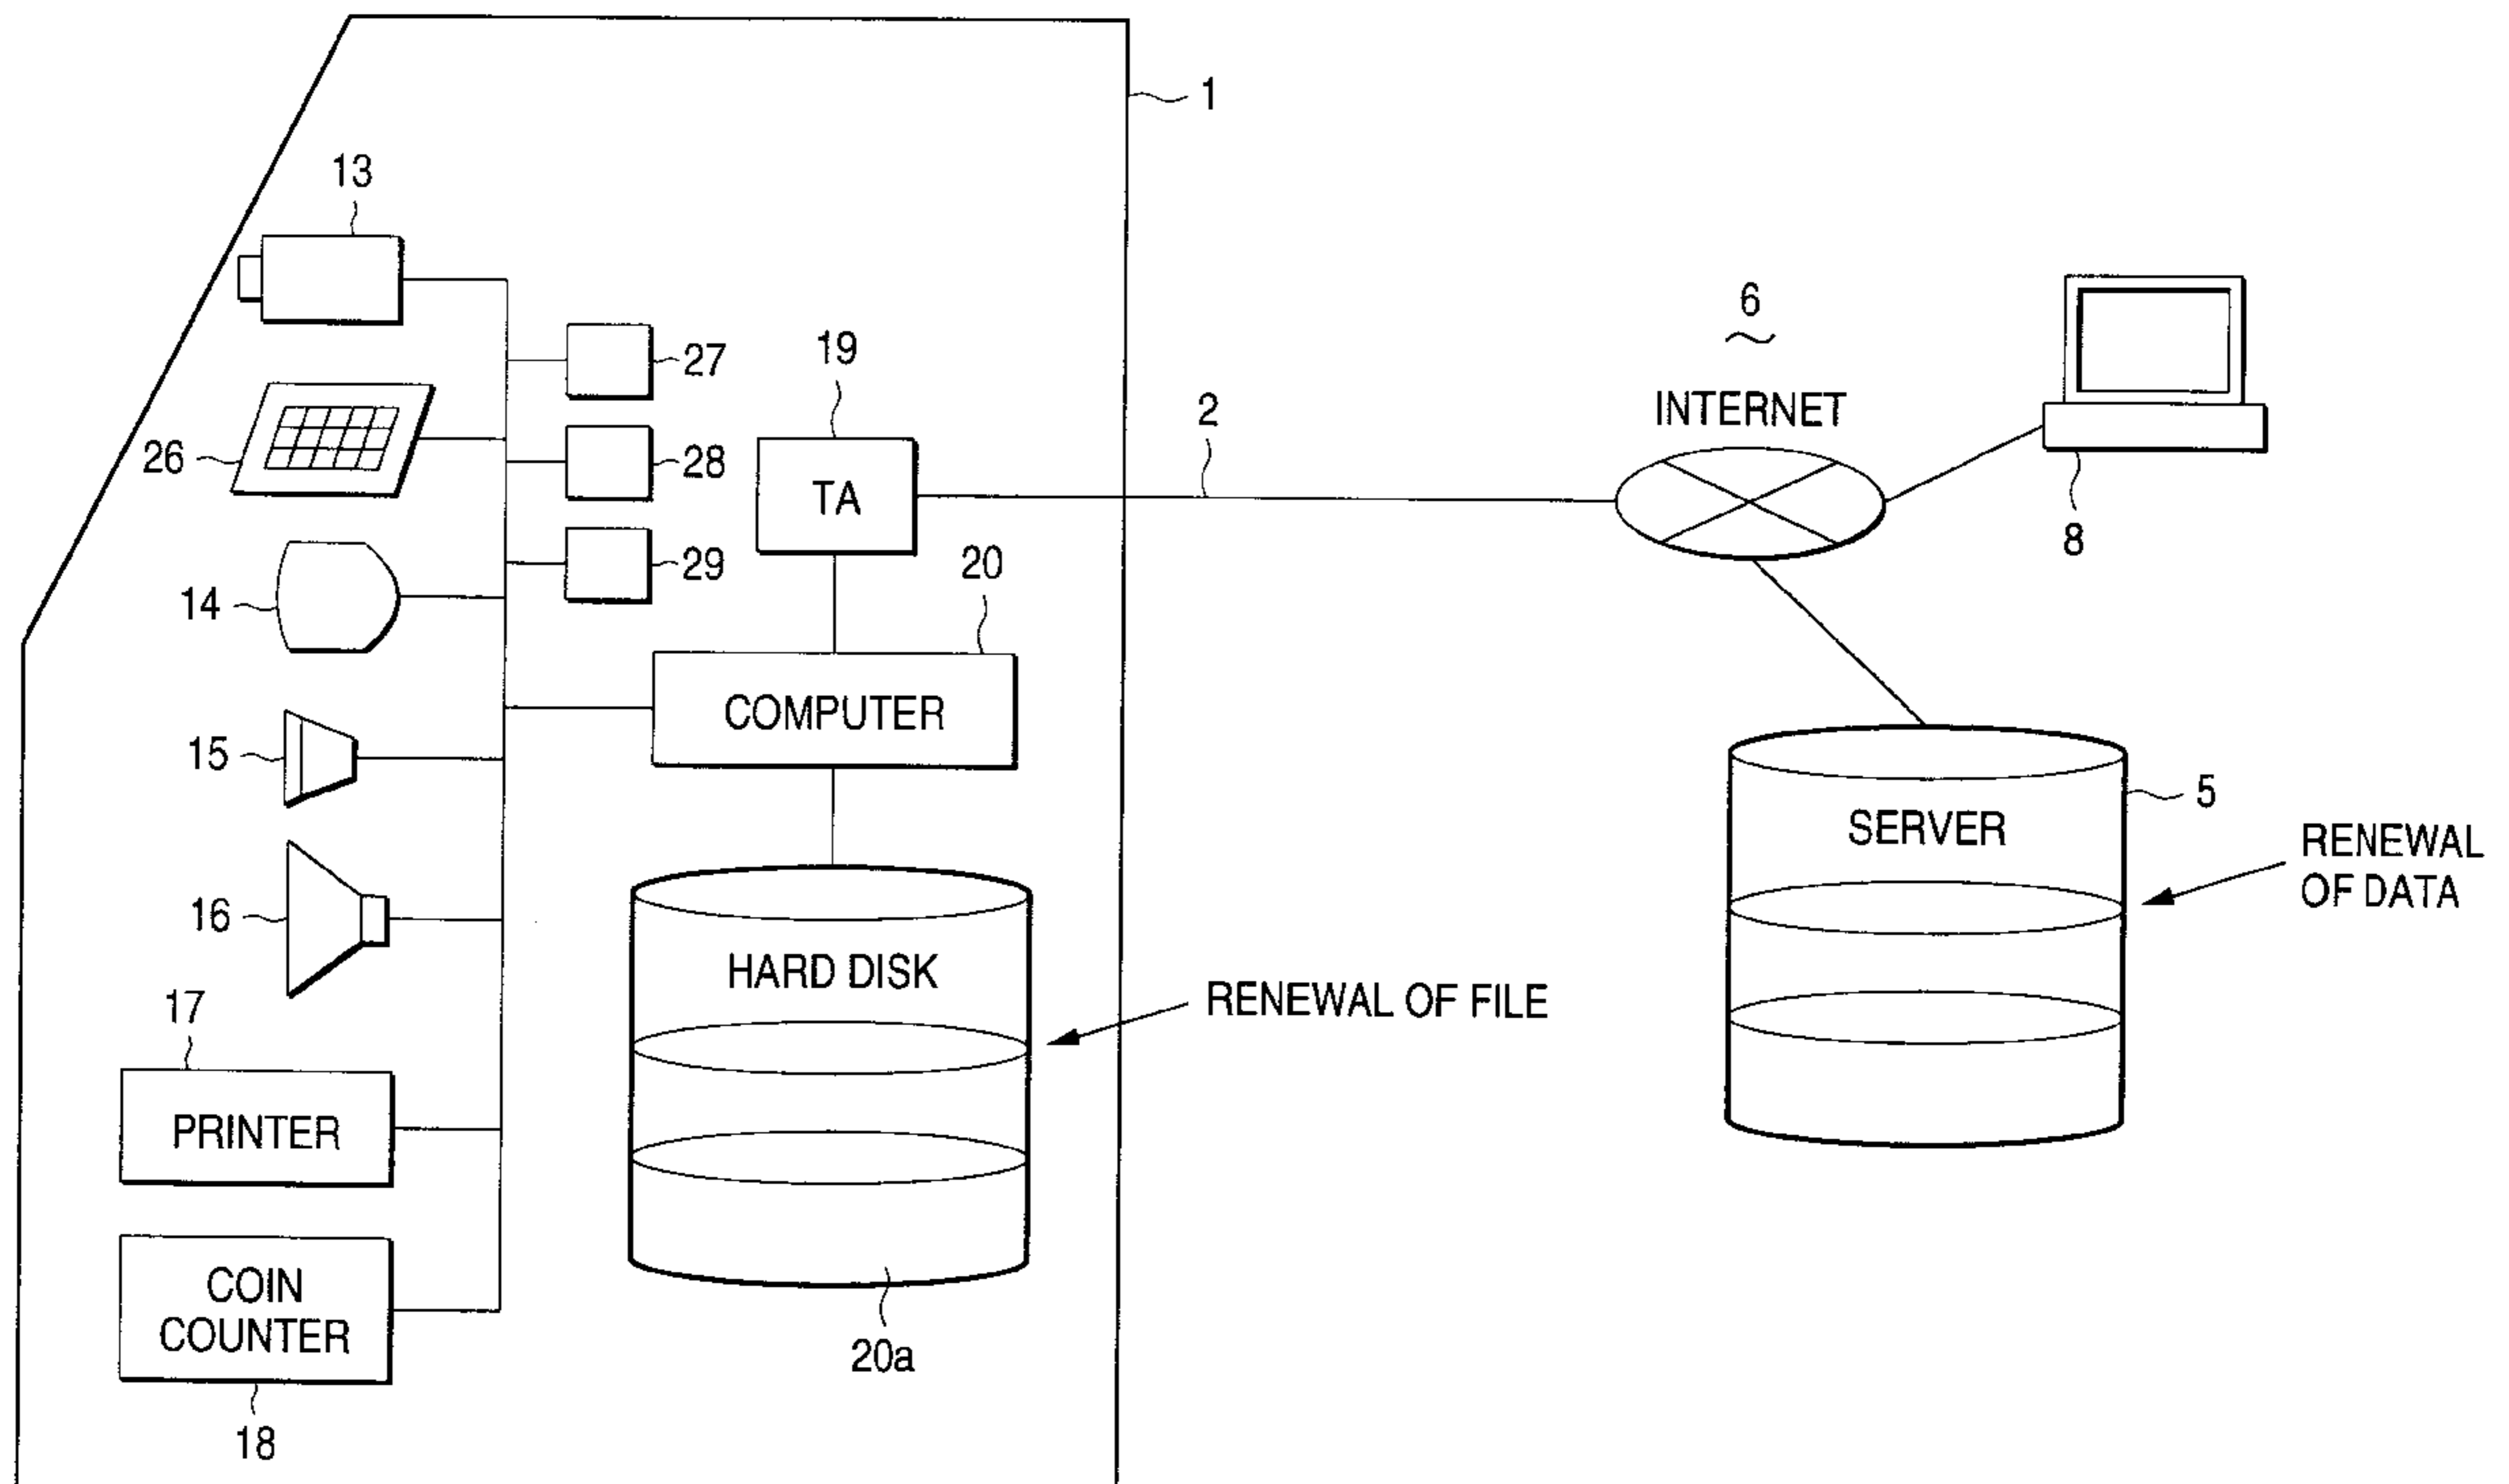 1
13
6
27
19
2
INTERNET
26
28
TA
8
29
20
14
COMPUTER
15
5
SERVER
RENEWAL
OF DATA
16
HARD DISK
RENEWAL OF FILE
17
PRINTER
COIN
COUNTER
20a
18